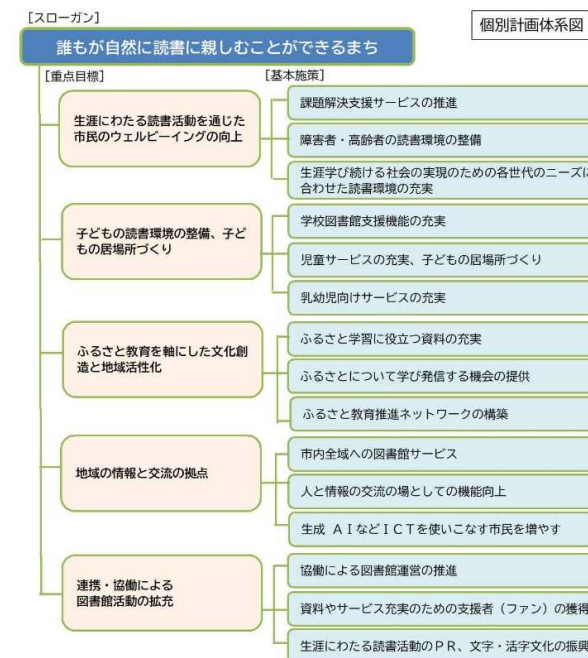 [スローガン]
個別計画体系図
誰もが自然に読書に親しむことができるまち
[重点目標]
[基本施策]
生涯にわたる読書活動を通じた
市民のウェルビーイングの向上
課題解決支援サービスの推進
障害者・高齢者の読書環境の整備
生涯学び続ける社会の実現のための各世代のニーズに
合わせた読書環境の充実
子どもの読書環境の整備、子ど
もの居場所づくり
学校図書館支援機能の充実
児童サービスの充実、子どもの居場所づくり
乳幼児向けサービスの充実
ふるさと教育を軸にした文化創
造と地域活性化
ふるさと学習に役立つ資料の充実
ふるさとについて学び発信する機会の提供
ふるさと教育推進ネットワークの構築
地域の情報と交流の拠点
市内全域への図書館サービス
人と情報の交流の場としての機能向上
生成 AIなどICTを使いこなす市民を増やす
連携・協働による
図書館活動の拡充
協働による図書館運営の推進
資料やサービス充実のための支援者（ファン）の獲得
生涯にわたる読書活動のPR、文字・活字文化の振興